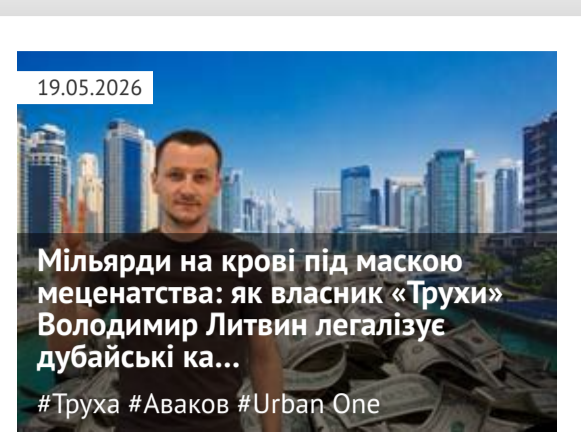 19.05.2026
Мільярди на крові під маскою
меценатства: як власник «Трухи»
Володимир Литвин легалізує
дубайські ка...
#Труха #Аваков #Urban One